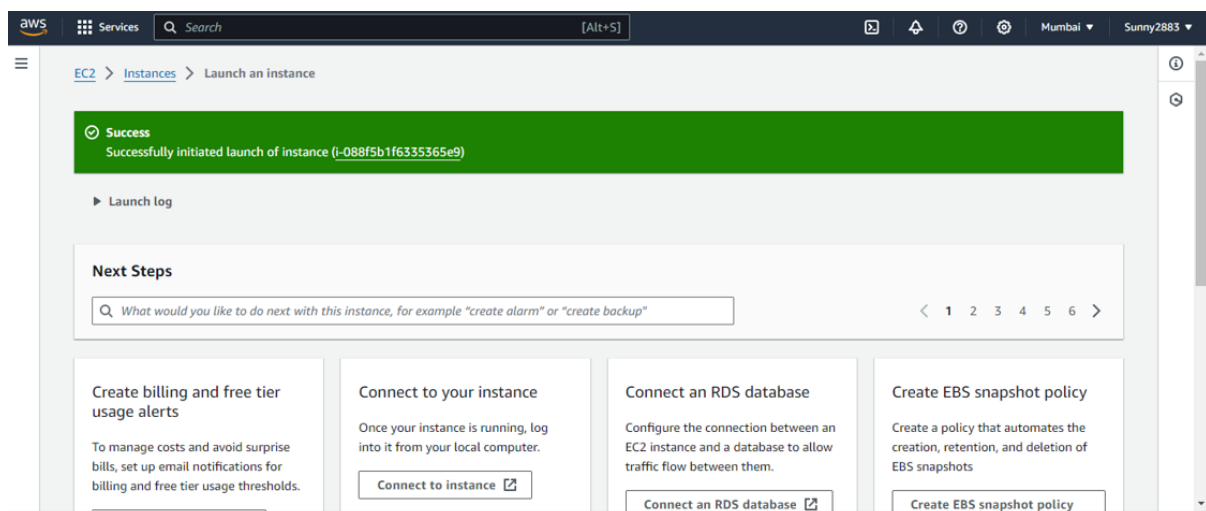 aws
Services
Search
[Alt+S]
Mumbai
Sunny2883
EC2 > Instances > Launch an instance
Success
Successfully initiated launch of instance (i-088f5b1f6335365e9)
Launch log
Next Steps
What would you like to do next with this instance, for example "create alarm" or "create backup"
1 2 3 4 5 6
Create billing and free tier
usage alerts
To manage costs and avoid surprise
bills, set up email notifications for
billing and free tier usage thresholds.
Connect to your instance
Once your instance is running, log
into it from your local computer.
Connect to instance
Connect an RDS database
Configure the connection between an
EC2 instance and a database to allow
traffic flow between them.
Connect an RDS database
Create EBS snapshot policy
Create a policy that automates the
creation, retention, and deletion of
EBS snapshots
Create EBS snapshot policy